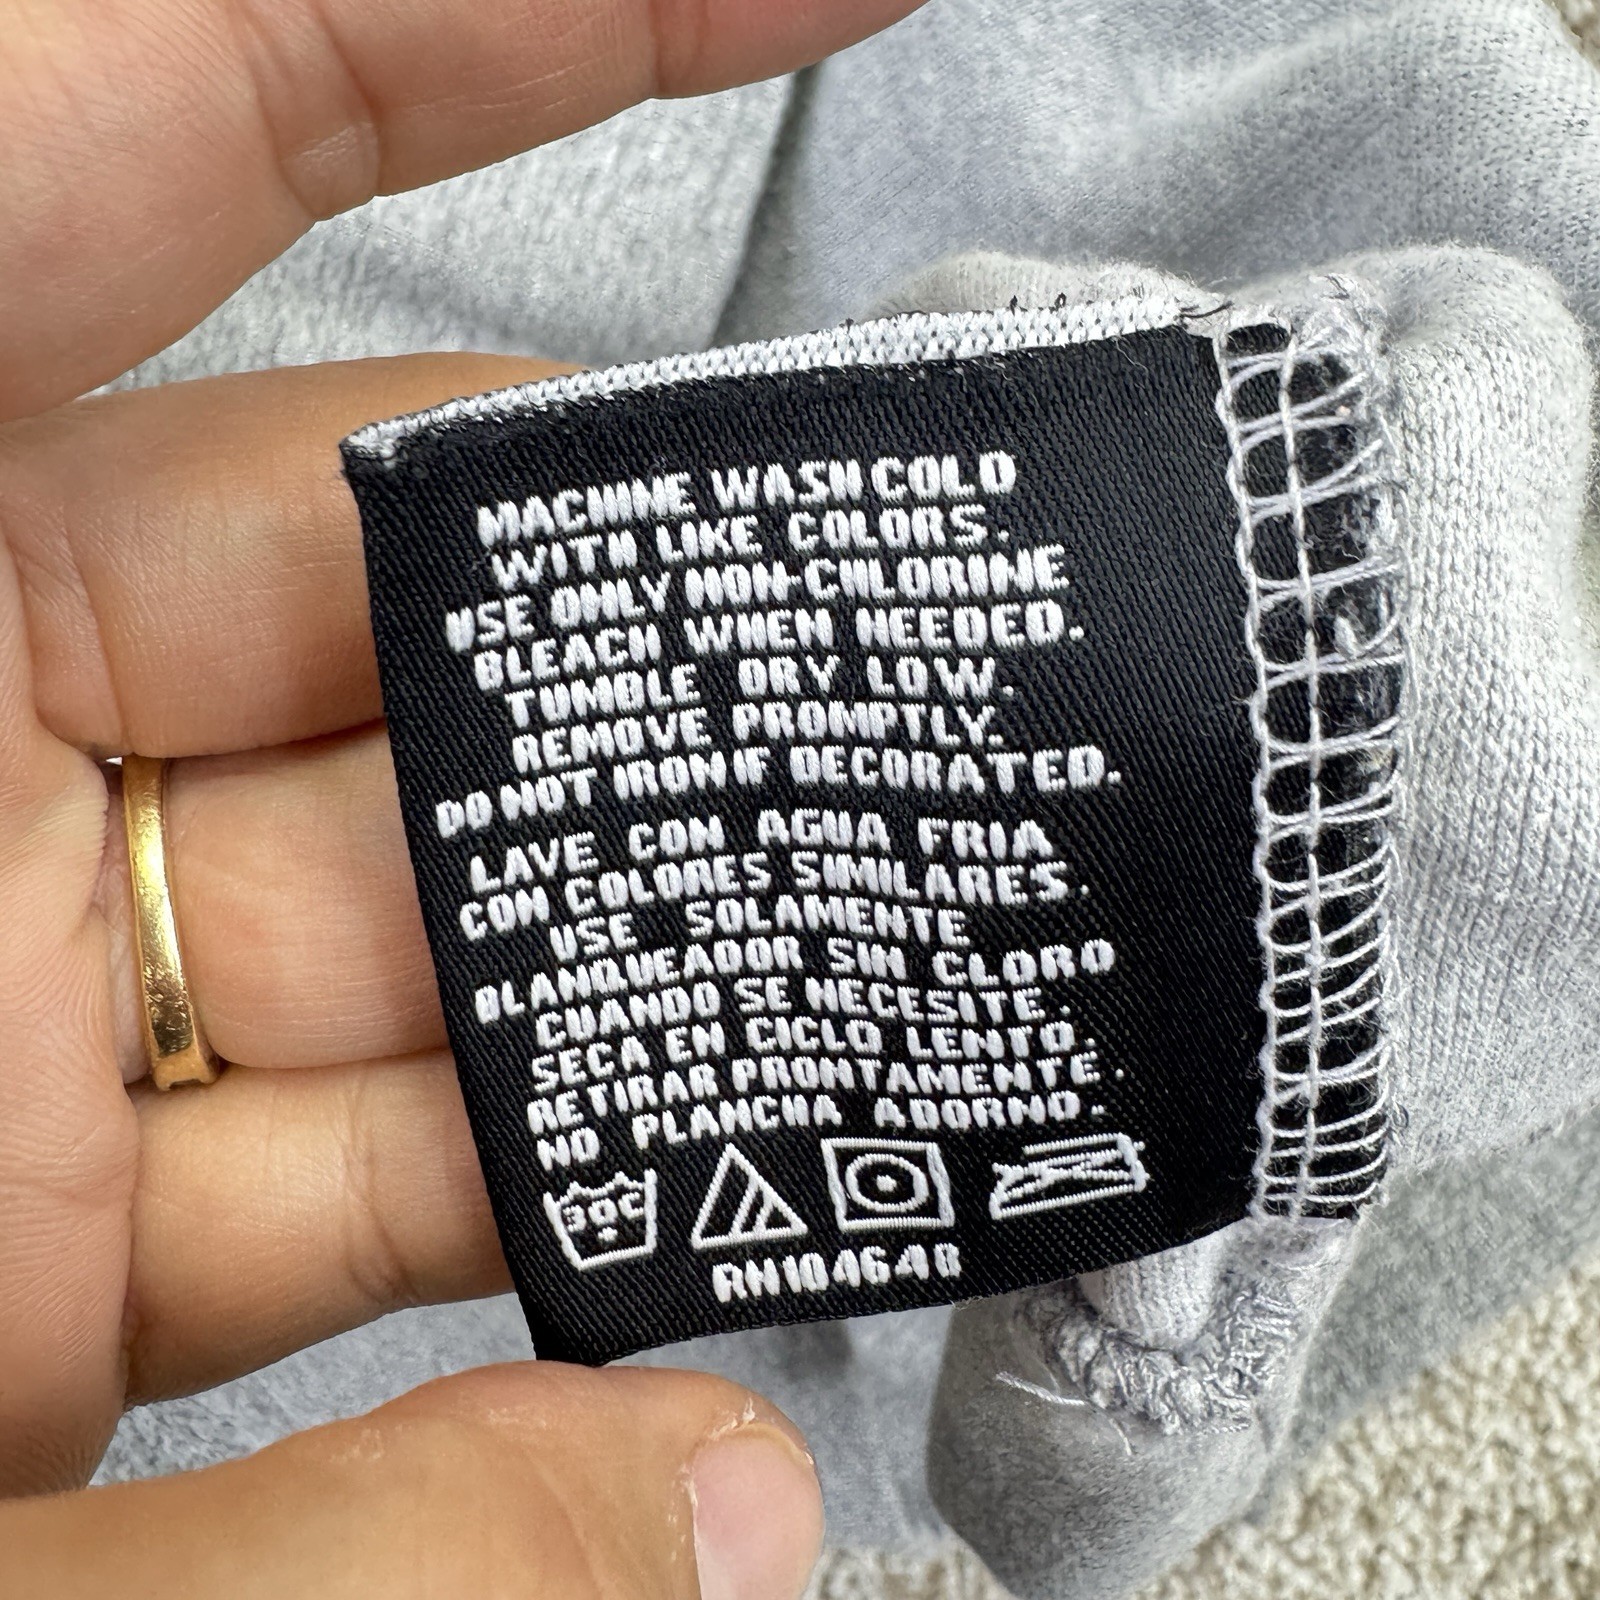 MACHINE WASH COLD
WITH LIKE COLORS.
USE ONLY NON-CHLORINE
BLEACH WHEN NEEDED.
TUMBLE DRY LOW.
REMOVE PROMPTLY.
DO NOT IRON IF DECORATED.
LAVE CON AGUA FRIA
CON COLORES SIMILARES.
USE SOLAMENTE
BLANQUEADOR SIN CLORO
CUANDO SE NECESITE.
SECA EN CICLO LENTO.
RETIRAR PRONTAMENTE.
NO PLANCHA ADORNO.
30C
RN104648